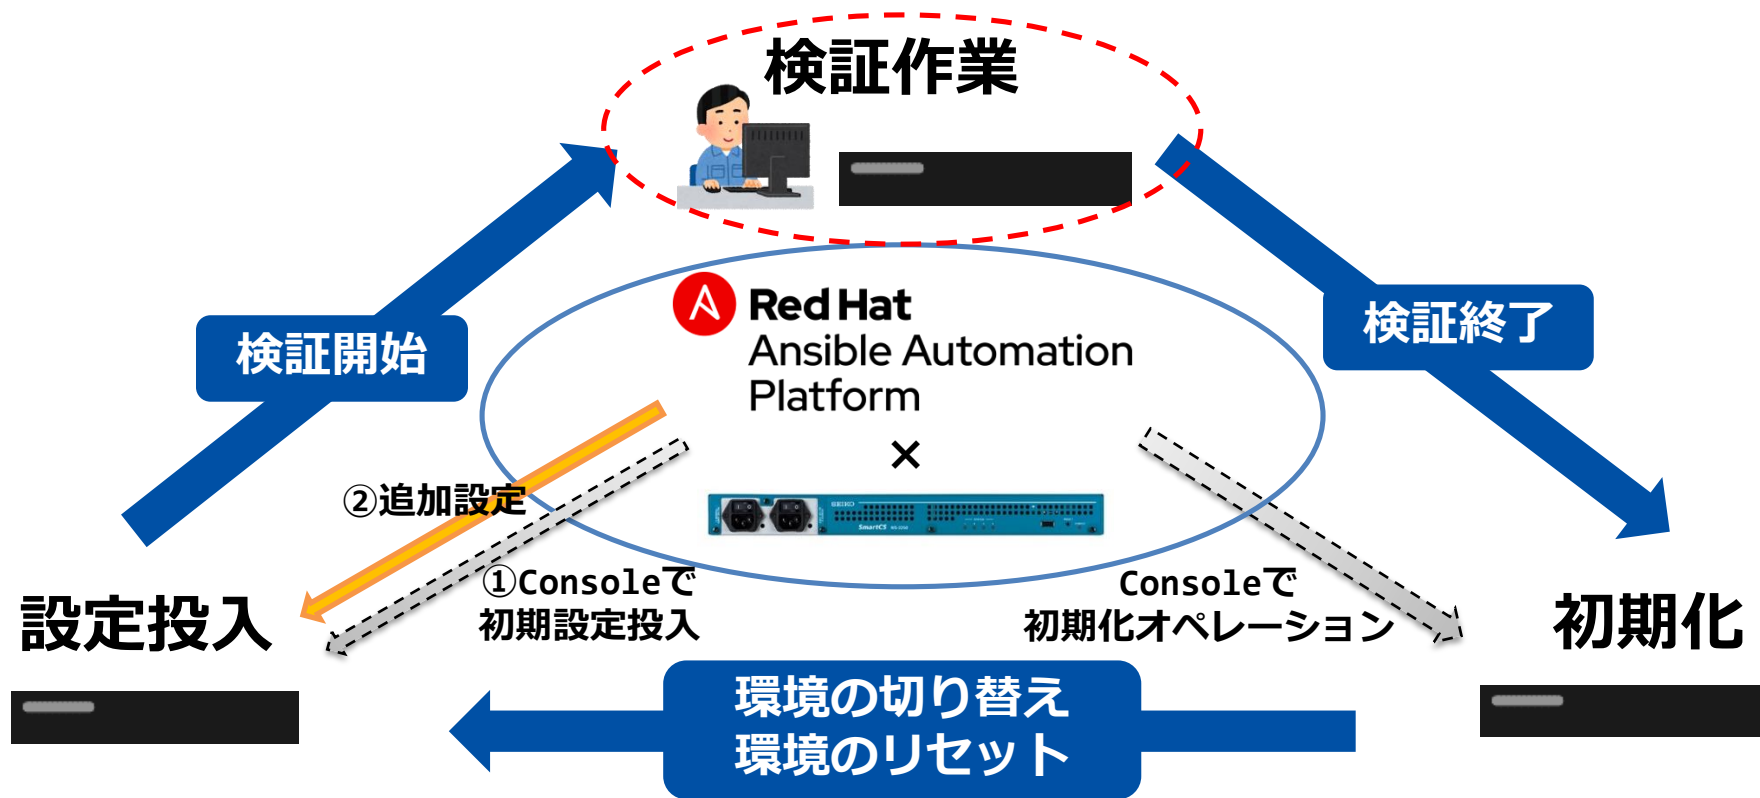 検証作業
検証開始
検証終了
Red Hat
Ansible Automation
Platform
×
SmartCS
②追加設定
①Consoleで
初期設定投入
Consoleで
初期化オペレーション
設定投入
初期化
環境の切り替え
環境のリセット